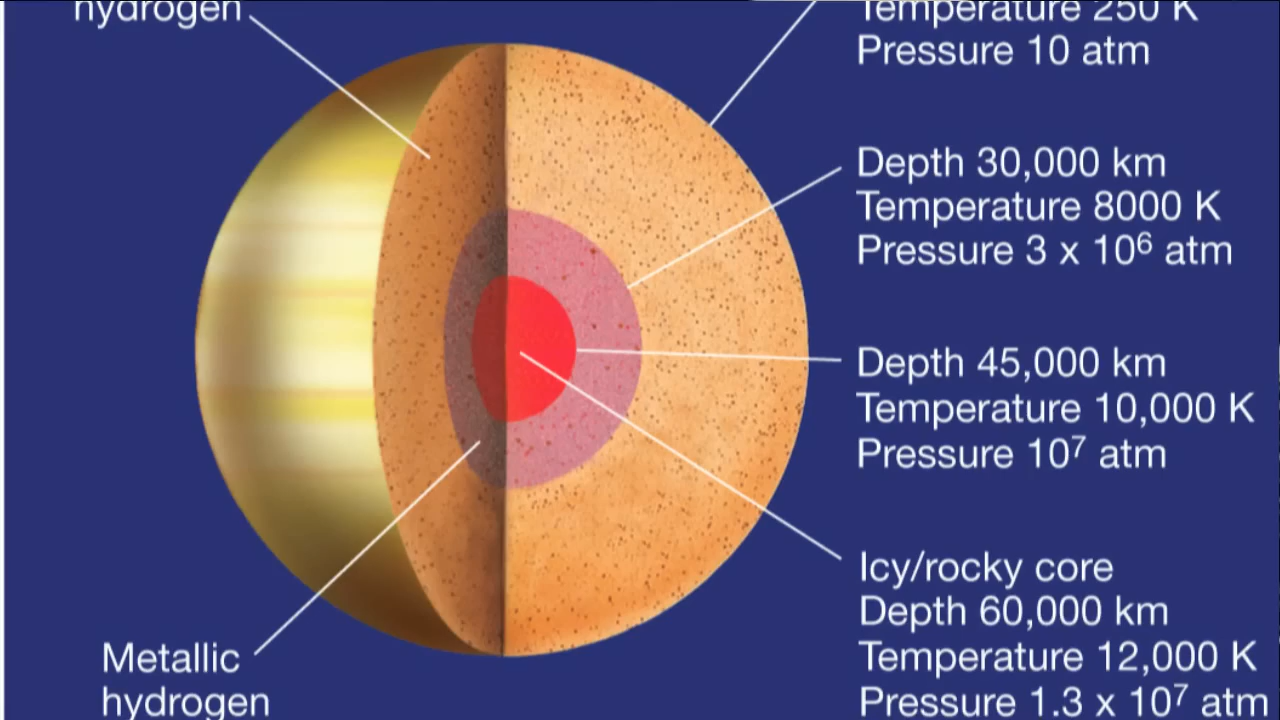 hydrogen
Temperature 250 K
Pressure 10 atm
Depth 30,000 km
Temperature 8000 K
Pressure 3 x 10⁶ atm
Depth 45,000 km
Temperature 10,000 K
Pressure 10⁷ atm
Icy/rocky core
Depth 60,000 km
Temperature 12,000 K
Pressure 1.3 x 10⁷ atm
Metallic
hydrogen